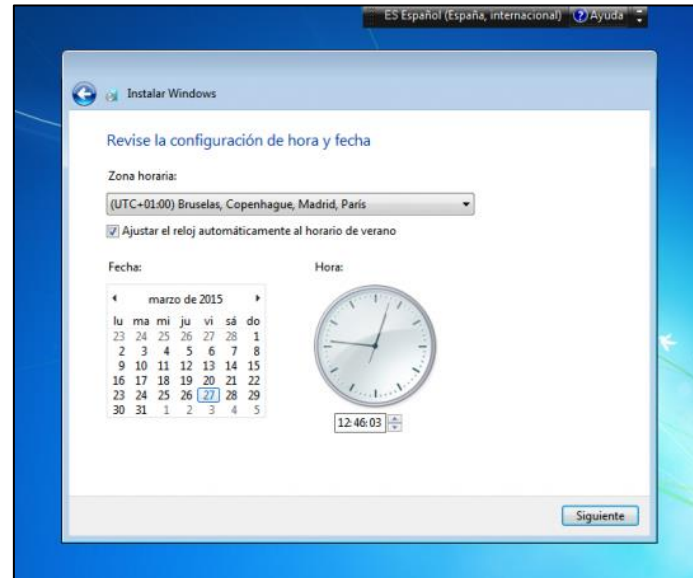 ES Español (España, internacional) Ayuda
Instalar Windows
Revise la configuración de hora y fecha
Zona horaria:
(UTC+01:00) Bruselas, Copenhague, Madrid, París
Ajustar el reloj automáticamente al horario de verano
Fecha: Hora:
marzo de 2015
lu ma mi ju vi sá do
23 24 25 26 27 28 1
2 3 4 5 6 7 8
9 10 11 12 13 14 15
16 17 18 19 20 21 22
23 24 25 26 27 28 29
30 31 1 2 3 4 5
12:46:03
Siguiente